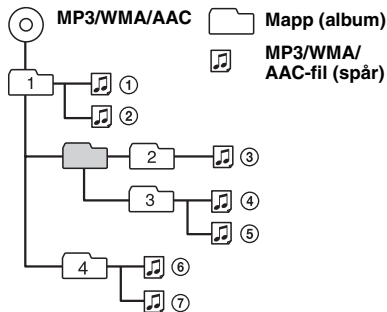 MP3/WMA/AAC
Mapp (album)
MP3/WMA/
AAC-fil (spår)
1
①
②
2
③
3
④
⑤
4
⑥
⑦